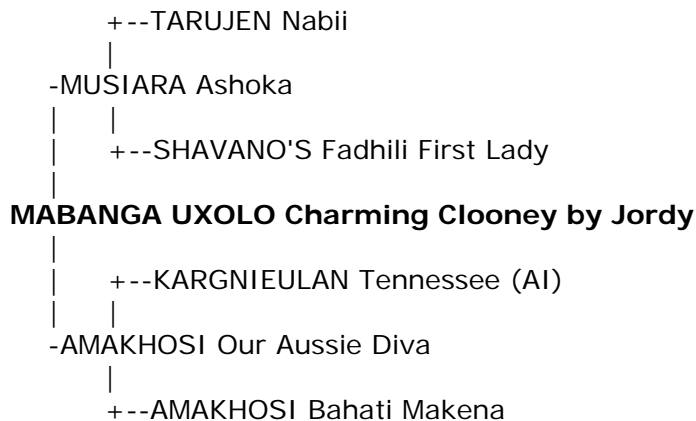 +--TARUJEN Nabii
|
-MUSIARA Ashoka
| |
| +--SHAVANO'S Fadhili First Lady
|
MABANGA UXOLO Charming Clooney by Jordy
|
| +--KARGNIEULAN Tennessee (AI)
| |
-AMAKHOSI Our Aussie Diva
|
+--AMAKHOSI Bahati Makena